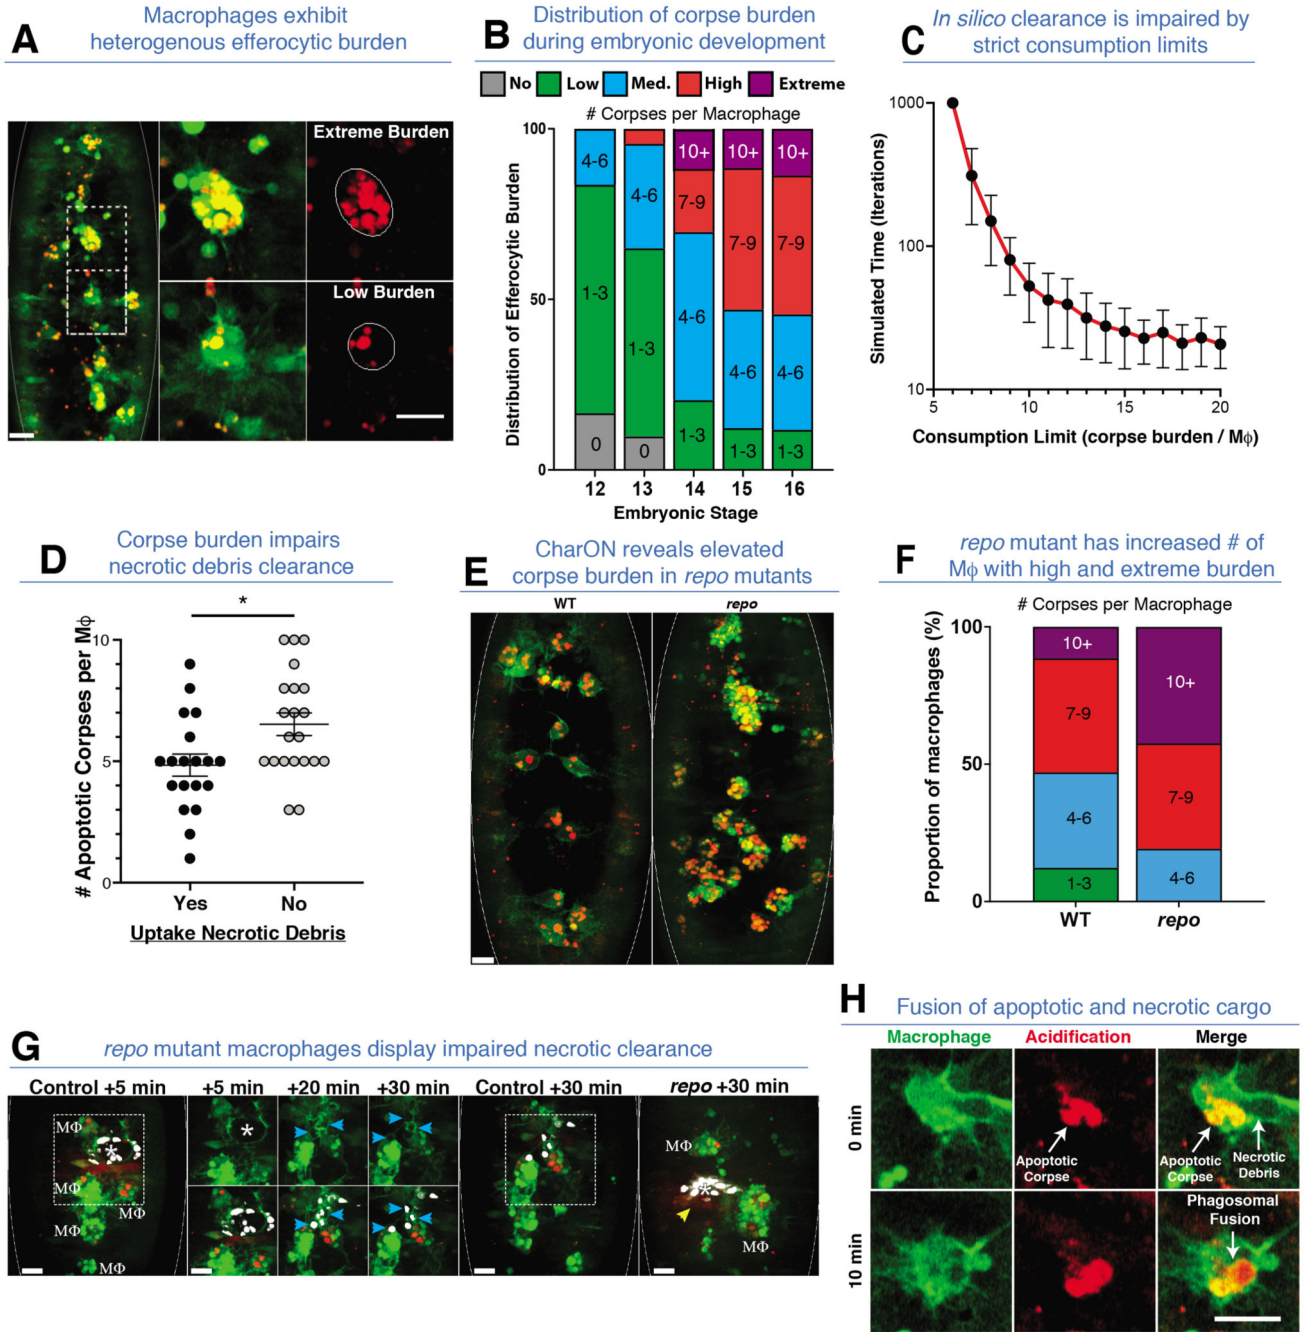 A
Macrophages exhibit
heterogenous efferocytic burden
Extreme Burden
Low Burden
B
Distribution of corpse burden
during embryonic development
No Low Med. High Extreme
# Corpses per Macrophage
Distribution of Efferocytic Burden
100
50
0
4-6
1-3
0
4-6
1-3
0
10+
7-9
4-6
1-3
10+
7-9
4-6
1-3
10+
7-9
4-6
1-3
12 13 14 15 16
Embryonic Stage
C
In silico clearance is impaired by
strict consumption limits
Simulated Time (Iterations)
1000
100
10
5 10 15 20
Consumption Limit (corpse burden / Mϕ)
D
Corpse burden impairs
necrotic debris clearance
*
# Apoptotic Corpses per Mϕ
10
5
0
Yes No
Uptake Necrotic Debris
E
CharON reveals elevated
corpse burden in repo mutants
WT repo
F
repo mutant has increased # of
Mϕ with high and extreme burden
# Corpses per Macrophage
Proportion of macrophages (%)
100
50
0
10+
7-9
4-6
1-3
10+
7-9
4-6
WT repo
G
repo mutant macrophages display impaired necrotic clearance
Control +5 min +5 min +20 min +30 min Control +30 min repo +30 min
MΦ
*
MΦ
MΦ
MΦ
MΦ
*
MΦ
*
MΦ
H
Fusion of apoptotic and necrotic cargo
Macrophage Acidification Merge
0 min
Apoptotic
Corpse
Apoptotic
Corpse
Necrotic
Debris
10 min
Phagosomal
Fusion